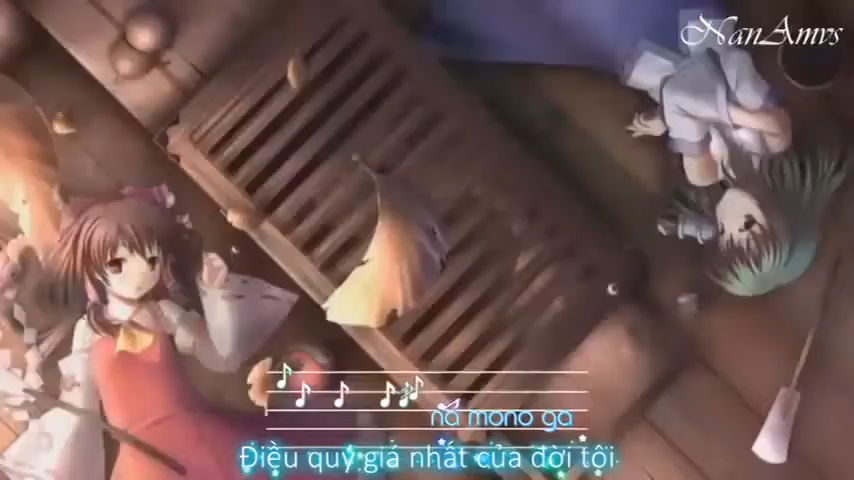 NanAmvs
na mono ga
Điều quý giá nhất của đời tôi